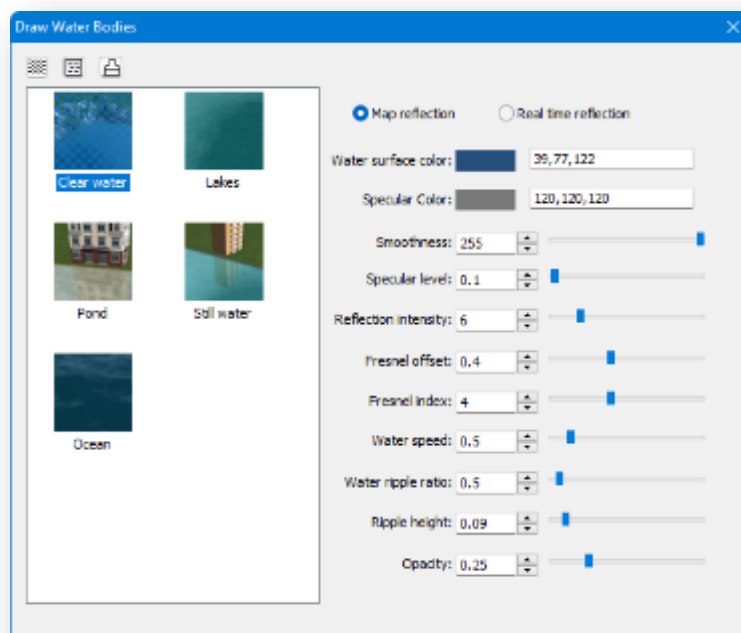 Draw Water Bodies
Map reflection
Real time reflection
Clear water
Lakes
Pond
Still water
Ocean
Water surface color: 39,77,122
Specular Color: 120,120,120
Smoothness: 255
Specular level: 0.1
Reflection intensity: 6
Fresnel offset: 0.4
Fresnel index: 4
Water speed: 0.5
Water ripple ratio: 0.5
Ripple height: 0.09
Opacity: 0.25